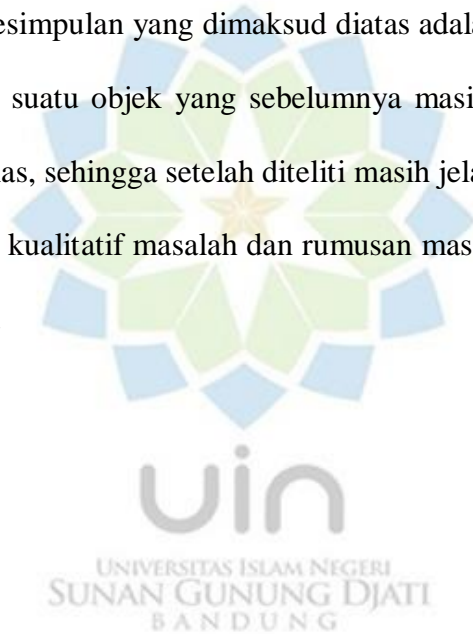 esimpulan yang dimaksud diatas adala
suatu objek yang sebelumnya masi
as, sehingga setelah diteliti masih jela
kualitatif masalah dan rumusan mas
uin
UNIVERSITAS ISLAM NEGERI
SUNAN GUNUNG DJATI
BANDUNG